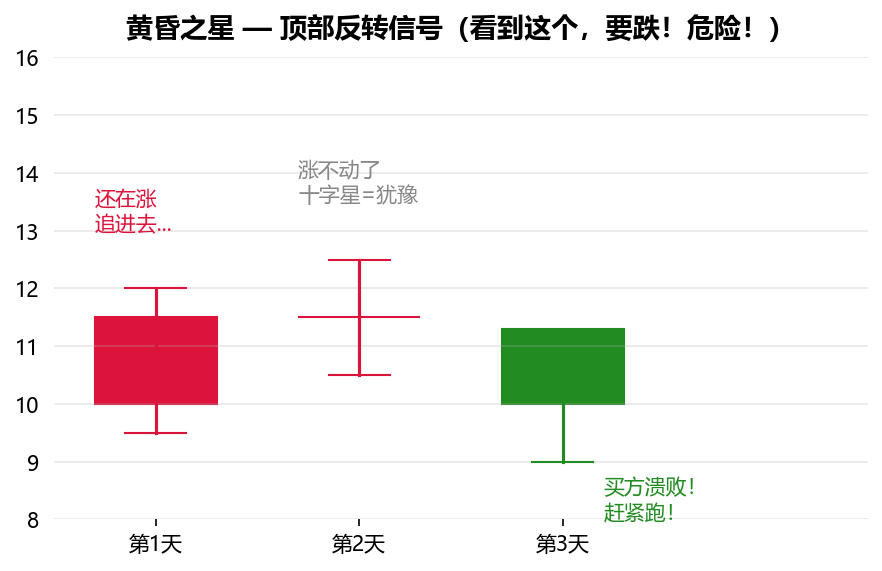 黄昏之星 — 顶部反转信号（看到这个，要跌！危险！）
16
15
14
13
12
11
10
9
8
还在涨
追进去...
涨不动了
十字星=犹豫
买方溃败！
赶紧跑！
第1天
第2天
第3天